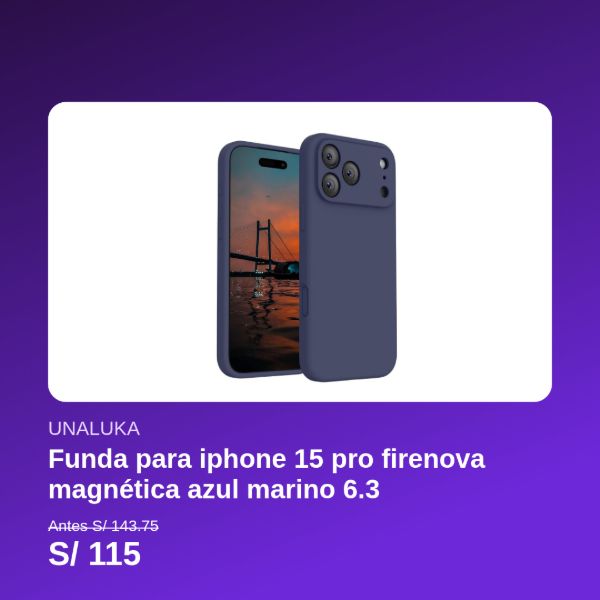 UNALUKA
Funda para iphone 15 pro firenova
magnética azul marino 6.3
Antes S/ 143.75
S/ 115